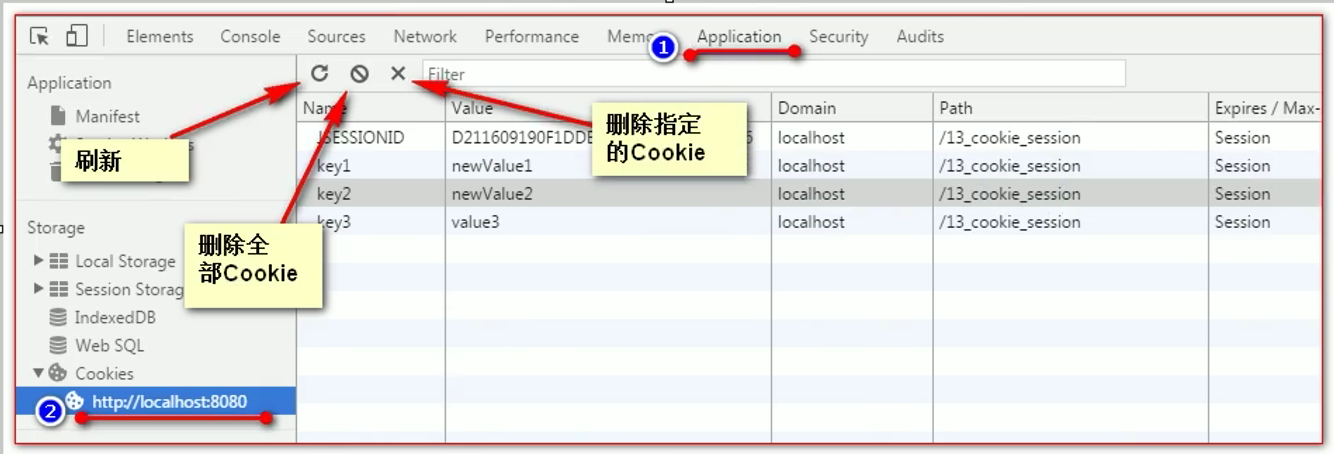 Elements Console Sources Network Performance Application Security Audits
1
Application
Filter
Manifest
刷新
Name Value Domain Path Expires / Max-
删除指定
的Cookie
JSESSIONID D211609190F1DDE localhost /13_cookie_session Session
key1 newValue1 localhost /13_cookie_session Session
key2 newValue2 localhost /13_cookie_session Session
key3 value3 localhost /13_cookie_session Session
Storage
删除全
部Cookie
Local Storage
Session Storag
IndexedDB
Web SQL
Cookies
2 http://localhost:8080